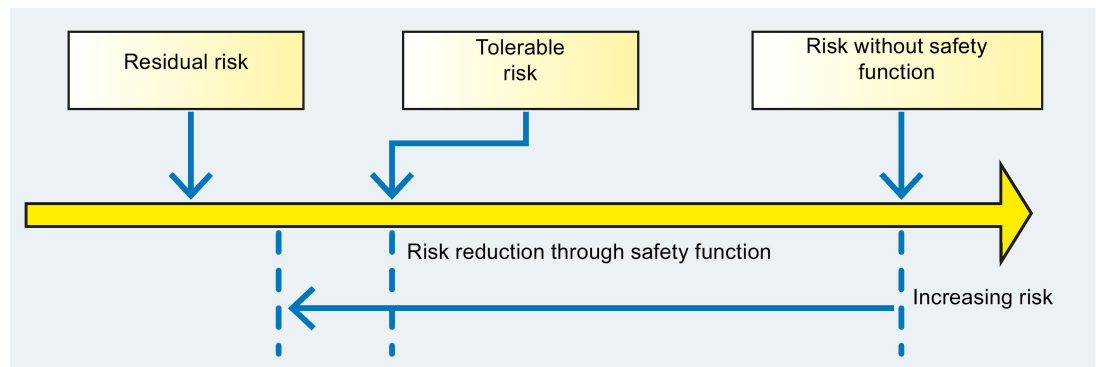 Residual risk
Tolerable
risk
Risk without safety
function
Risk reduction through safety function
Increasing risk